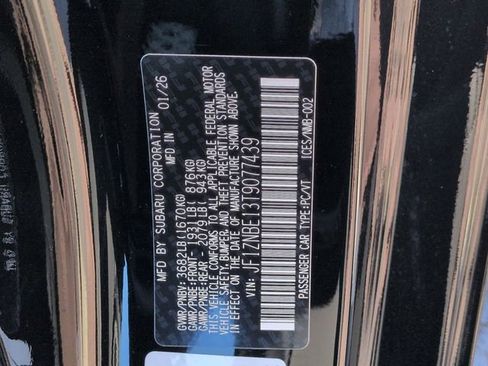 MFD BY SUBARU CORPORATION
MFD IN 01/26
GVWR/PNBV: 3682LB(1670KG)
GAWR/PNBE:FRONT- 1931LB( 876KG)
GAWR/PNBE:REAR - 2079LB( 943KG)
THIS VEHICLE CONFORMS TO ALL APPLICABLE FEDERAL MOTOR
VEHICLE SAFETY, BUMPER, AND THEFT PREVENTION STANDARDS
IN EFFECT ON THE DATE OF MANUFACTURE SHOWN ABOVE.
VIN: JF1ZNBE13T9077439
PASSENGER CAR TYPE:PC/VT
ICES/NMB-002